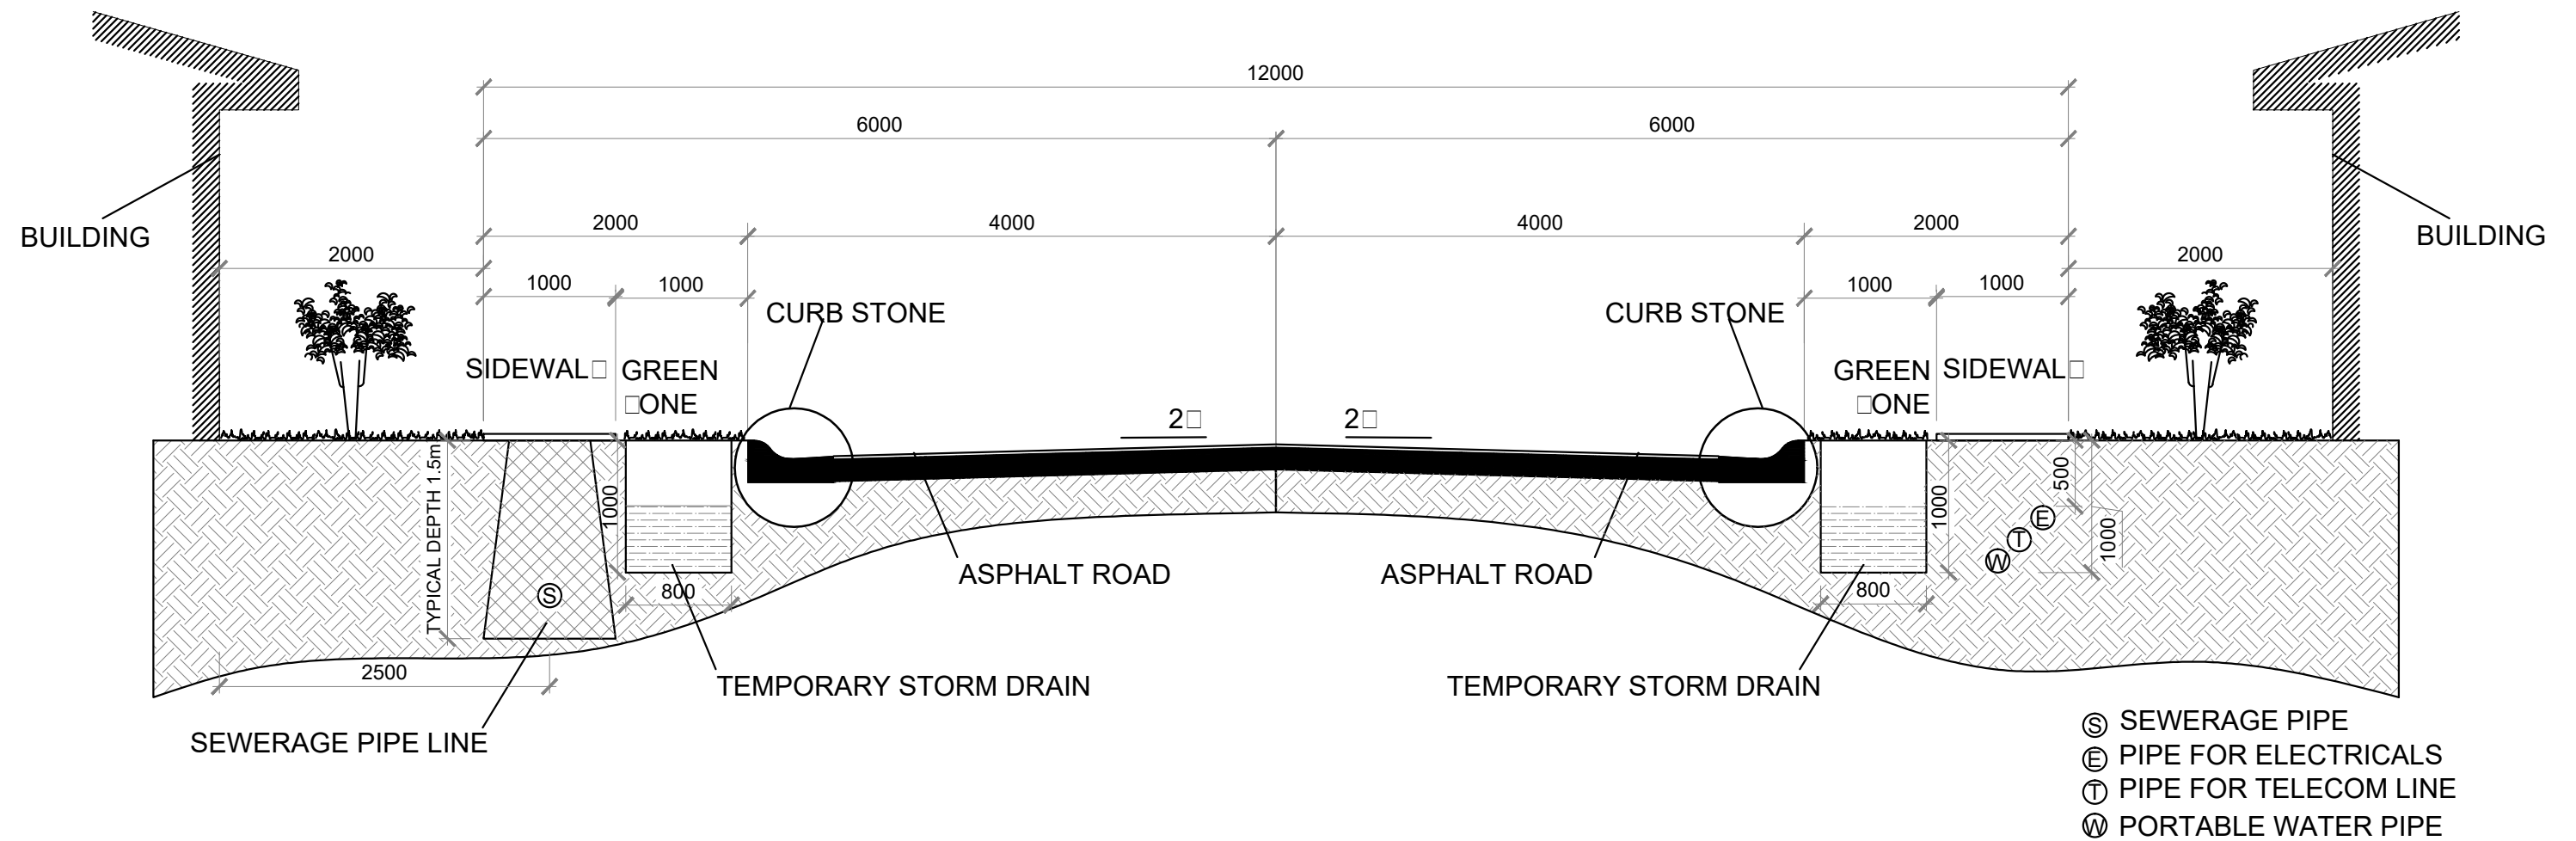 12000
6000
6000
2000
4000
4000
2000
BUILDING
BUILDING
2000
2000
1000
1000
1000
1000
CURB STONE
CURB STONE
SIDEWAL□
GREEN
□ONE
2□
2□
GREEN
□ONE
SIDEWAL□
TYPICAL DEPTH 1.5m
1000
1000
500
1000
E
T
W
S
800
800
ASPHALT ROAD
ASPHALT ROAD
2500
TEMPORARY STORM DRAIN
TEMPORARY STORM DRAIN
SEWERAGE PIPE LINE
S SEWERAGE PIPE
E PIPE FOR ELECTRICALS
T PIPE FOR TELECOM LINE
W PORTABLE WATER PIPE